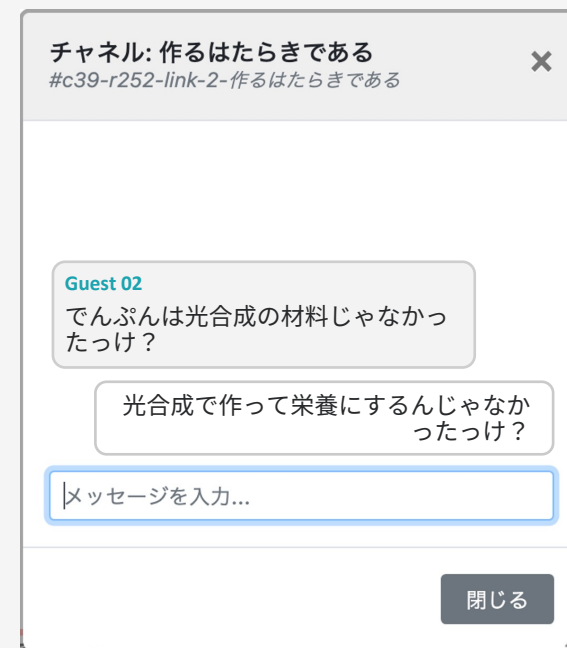 チャネル: 作るはたらきである
#c39-r252-link-2-作るはたらきである
×
Guest 02
でんぷんは光合成の材料じゃなかっ
たっけ？
光合成で作って栄養にするんじゃなか
ったっけ？
メッセージを入力...
閉じる